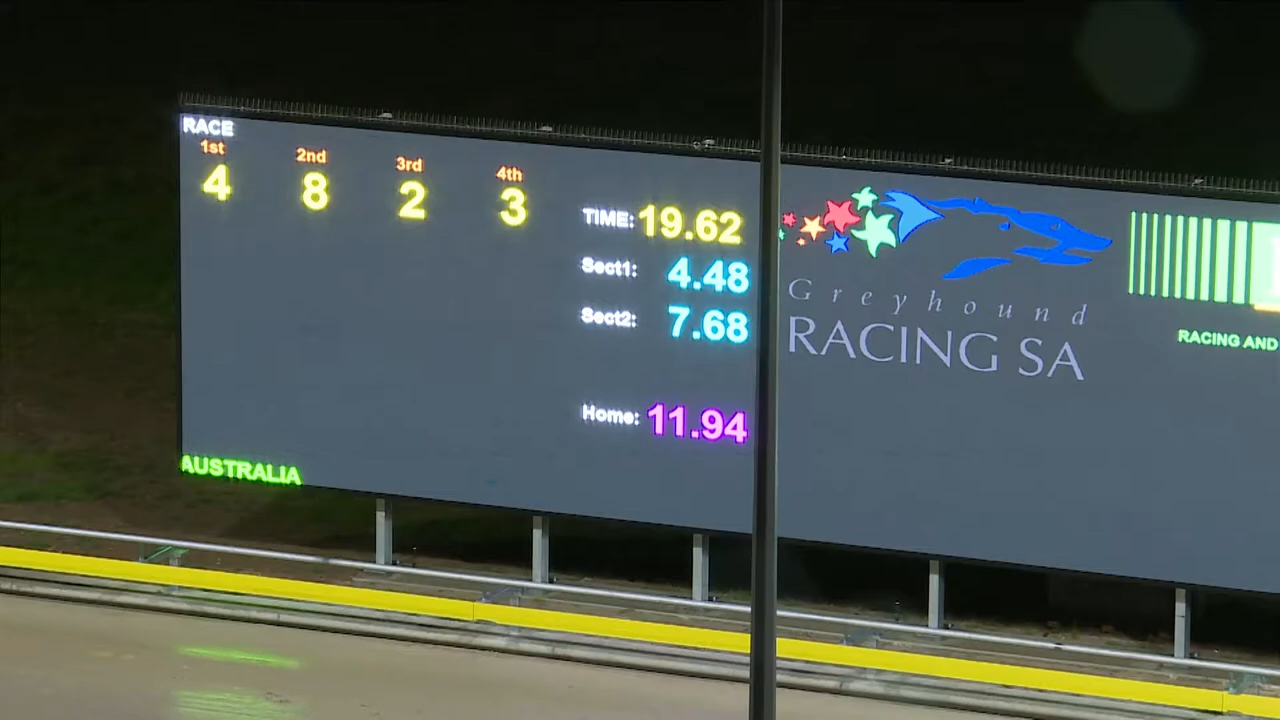 RACE
1st 2nd 3rd 4th
4 8 2 3
TIME: 19.62
Sect1: 4.48
Sect2: 7.68
Home: 11.94
AUSTRALIA
Greyhound
RACING SA
RACING AND